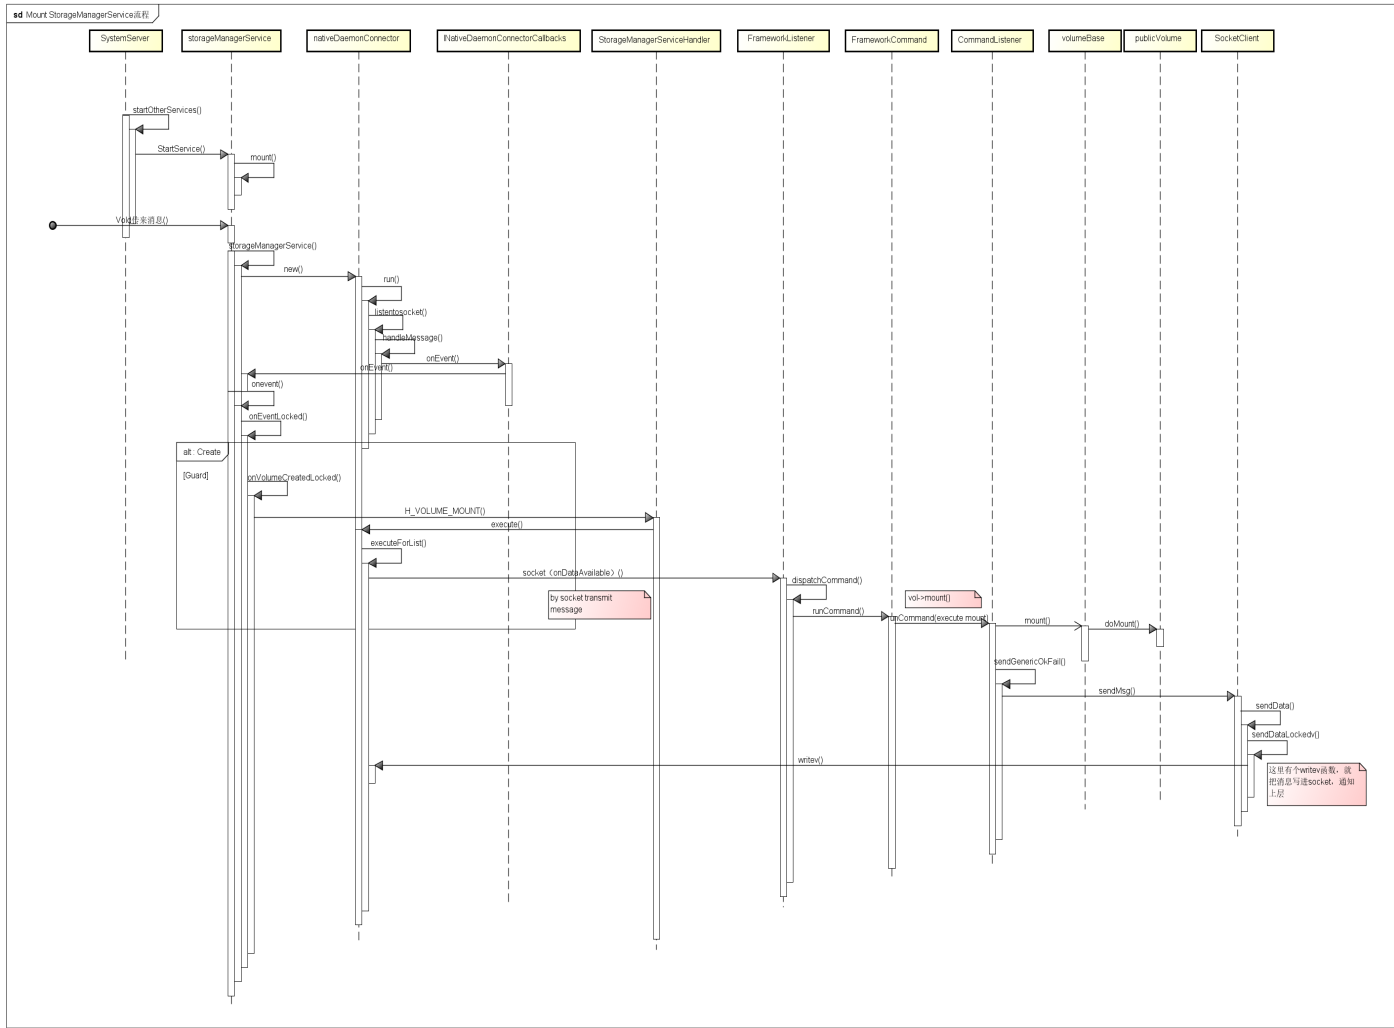 sd Mount StorageManagerService流程
SystemServer
storageManagerService
nativeDaemonConnector
INativeDaemonConnectorCallbacks
StorageManagerServiceHandler
FrameworkListener
FrameworkCommand
CommandListener
volumeBase
publicVolume
SocketClient
startOtherServices()
StartService()
mount()
Vold传来消息()
storageManagerService()
new()
run()
listentosocket()
handleMessage()
onEvent()
onEvent()
onevent()
onEventLocked()
alt : Create
[Guard]
onVolumeCreatedLocked()
H_VOLUME_MOUNT()
execute()
executeForList()
socket（onDataAvailable）()
dispatchCommand()
by socket transmit
message
vol->mount()
runCommand()
runCommand(execute mount)
mount()
doMount()
sendGenericOkFail()
sendMsg()
sendData()
sendDataLockedv()
writev()
这里有个writev函数，就
把消息写进socket，通知
上层